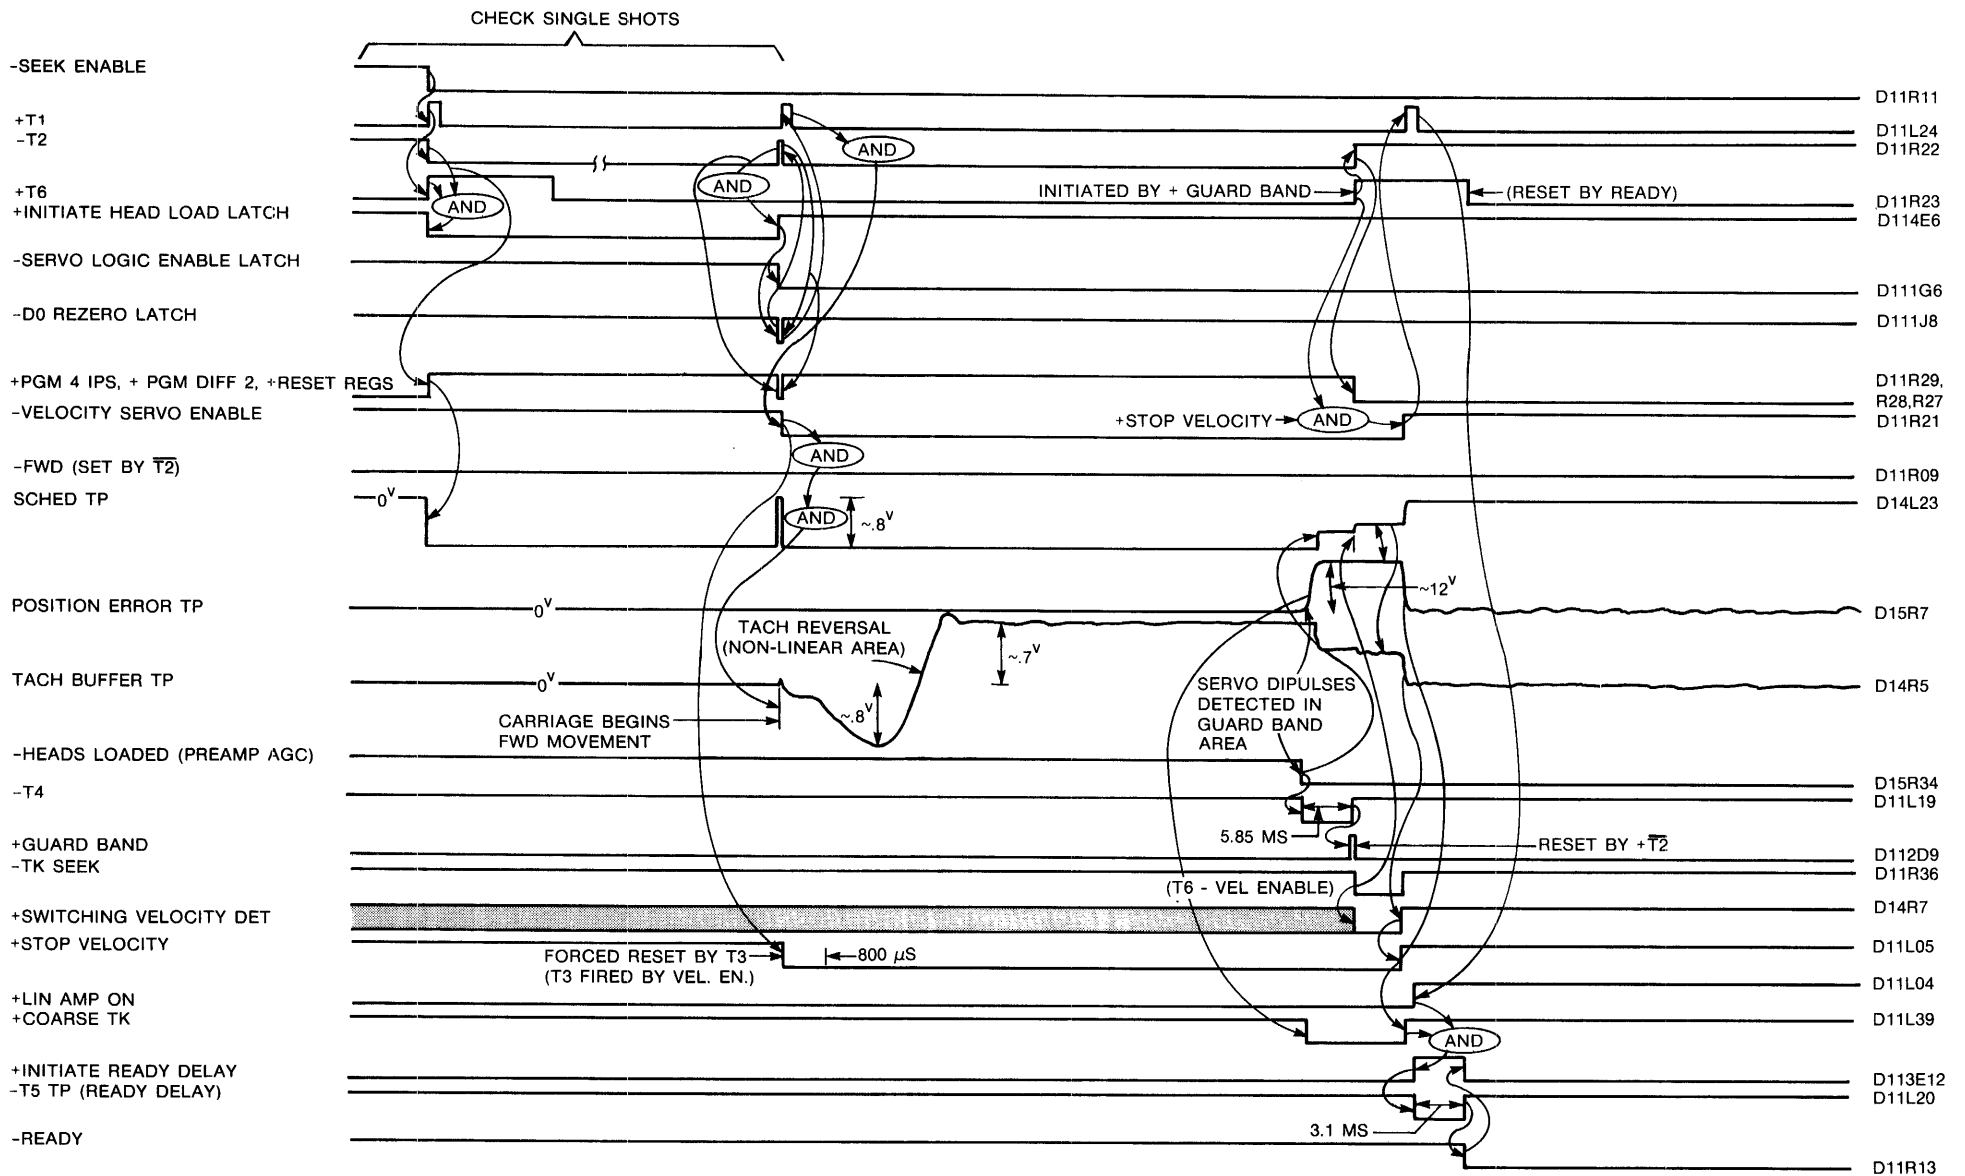 CHECK SINGLE SHOTS
-SEEK ENABLE
D11R11
+T1
D11L24
-T2
D11R22
AND
AND
+T6
INITIATED BY + GUARD BAND
(RESET BY READY)
D11R23
AND
+INITIATE HEAD LOAD LATCH
D114E6
-SERVO LOGIC ENABLE LATCH
D111G6
-D0 REZERO LATCH
D111J8
+PGM 4 IPS, + PGM DIFF 2, +RESET REGS
D11R29,
R28,R27
-VELOCITY SERVO ENABLE
+STOP VELOCITY
AND
D11R21
AND
-FWD (SET BY T̅2̅)
D11R09
SCHED TP
0V
AND
~.8V
D14L23
POSITION ERROR TP
0V
~12V
D15R7
TACH REVERSAL
(NON-LINEAR AREA)
~.7V
TACH BUFFER TP
0V
D14R5
~.8V
CARRIAGE BEGINS
FWD MOVEMENT
SERVO DIPULSES
DETECTED IN
GUARD BAND
AREA
-HEADS LOADED (PREAMP AGC)
D15R34
-T4
D11L19
5.85 MS
+GUARD BAND
RESET BY +T̅2̅
D112D9
-TK SEEK
D11R36
(T6 - VEL ENABLE)
+SWITCHING VELOCITY DET
D14R7
+STOP VELOCITY
D11L05
FORCED RESET BY T3
(T3 FIRED BY VEL. EN.)
800 μS
+LIN AMP ON
D11L04
+COARSE TK
D11L39
AND
+INITIATE READY DELAY
D113E12
-T5 TP (READY DELAY)
D11L20
3.1 MS
-READY
D11R13